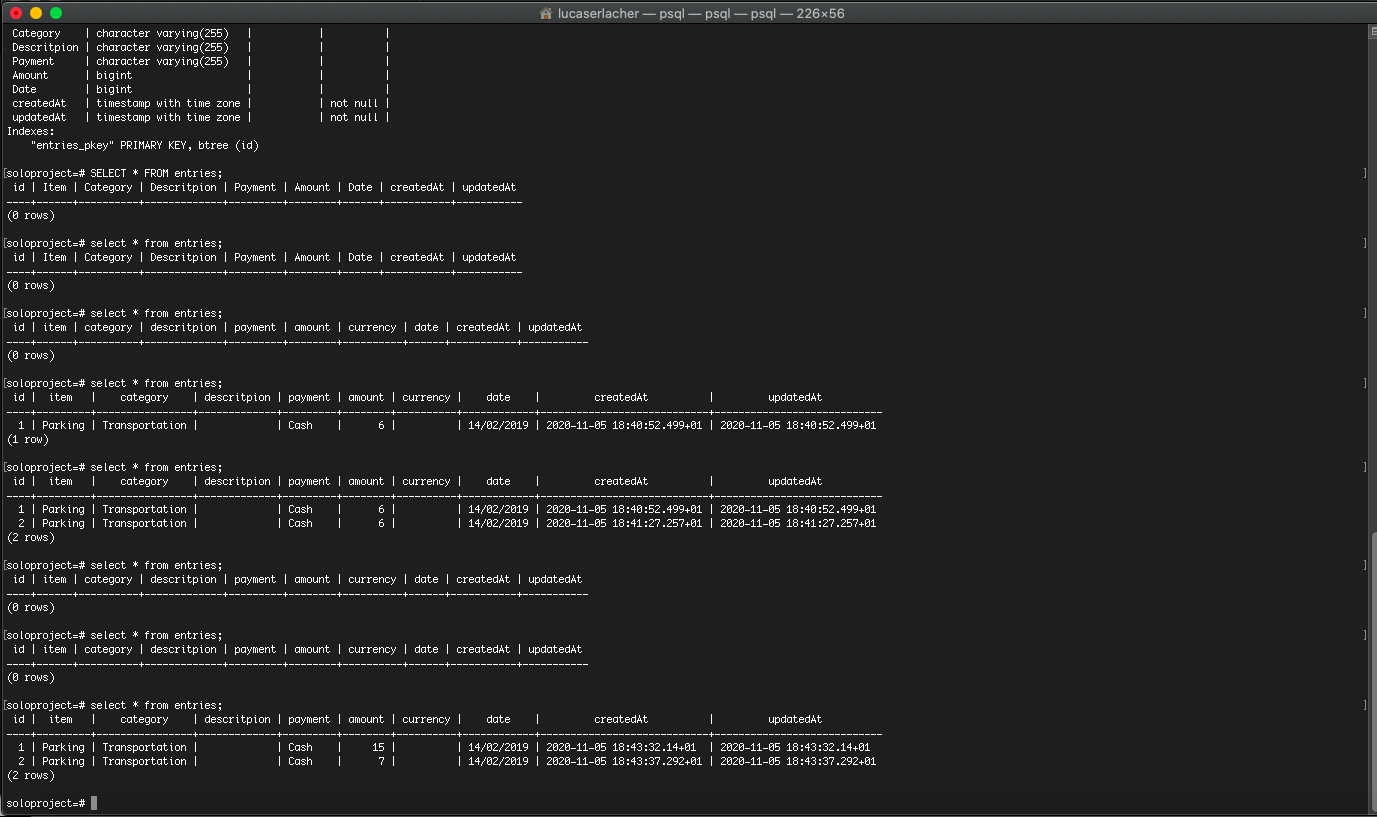 lucaserlacher — psql — psql — psql — 226×56
Category    | character varying(255)   |           |          |
Descritpion | character varying(255)   |           |          |
Payment     | character varying(255)   |           |          |
Amount      | bigint                   |           |          |
Date        | bigint                   |           |          |
createdAt   | timestamp with time zone |           | not null |
updatedAt   | timestamp with time zone |           | not null |
Indexes:
    "entries_pkey" PRIMARY KEY, btree (id)
[soloproject=# SELECT * FROM entries; ]
 id | Item | Category | Descritpion | Payment | Amount | Date | createdAt | updatedAt
----+------+----------+-------------+---------+--------+------+-----------+-----------
(0 rows)
[soloproject=# select * from entries; ]
 id | Item | Category | Descritpion | Payment | Amount | Date | createdAt | updatedAt
----+------+----------+-------------+---------+--------+------+-----------+-----------
(0 rows)
[soloproject=# select * from entries; ]
 id | item | category | descritpion | payment | amount | currency | date | createdAt | updatedAt
----+------+----------+-------------+---------+--------+----------+------+-----------+-----------
(0 rows)
[soloproject=# select * from entries; ]
 id |  item   |    category    | descritpion | payment | amount | currency |    date    |         createdAt          |         updatedAt
----+---------+----------------+-------------+---------+--------+----------+------------+----------------------------+----------------------------
  1 | Parking | Transportation |             | Cash    |      6 |          | 14/02/2019 | 2020-11-05 18:40:52.499+01 | 2020-11-05 18:40:52.499+01
(1 row)
[soloproject=# select * from entries; ]
 id |  item   |    category    | descritpion | payment | amount | currency |    date    |         createdAt          |         updatedAt
----+---------+----------------+-------------+---------+--------+----------+------------+----------------------------+----------------------------
  1 | Parking | Transportation |             | Cash    |      6 |          | 14/02/2019 | 2020-11-05 18:40:52.499+01 | 2020-11-05 18:40:52.499+01
  2 | Parking | Transportation |             | Cash    |      6 |          | 14/02/2019 | 2020-11-05 18:41:27.257+01 | 2020-11-05 18:41:27.257+01
(2 rows)
[soloproject=# select * from entries; ]
 id | item | category | descritpion | payment | amount | currency | date | createdAt | updatedAt
----+------+----------+-------------+---------+--------+----------+------+-----------+-----------
(0 rows)
[soloproject=# select * from entries; ]
 id | item | category | descritpion | payment | amount | currency | date | createdAt | updatedAt
----+------+----------+-------------+---------+--------+----------+------+-----------+-----------
(0 rows)
[soloproject=# select * from entries; ]
 id |  item   |    category    | descritpion | payment | amount | currency |    date    |         createdAt          |         updatedAt
----+---------+----------------+-------------+---------+--------+----------+------------+----------------------------+----------------------------
  1 | Parking | Transportation |             | Cash    |     15 |          | 14/02/2019 | 2020-11-05 18:43:32.14+01  | 2020-11-05 18:43:32.14+01
  2 | Parking | Transportation |             | Cash    |      7 |          | 14/02/2019 | 2020-11-05 18:43:37.292+01 | 2020-11-05 18:43:37.292+01
(2 rows)
soloproject=#